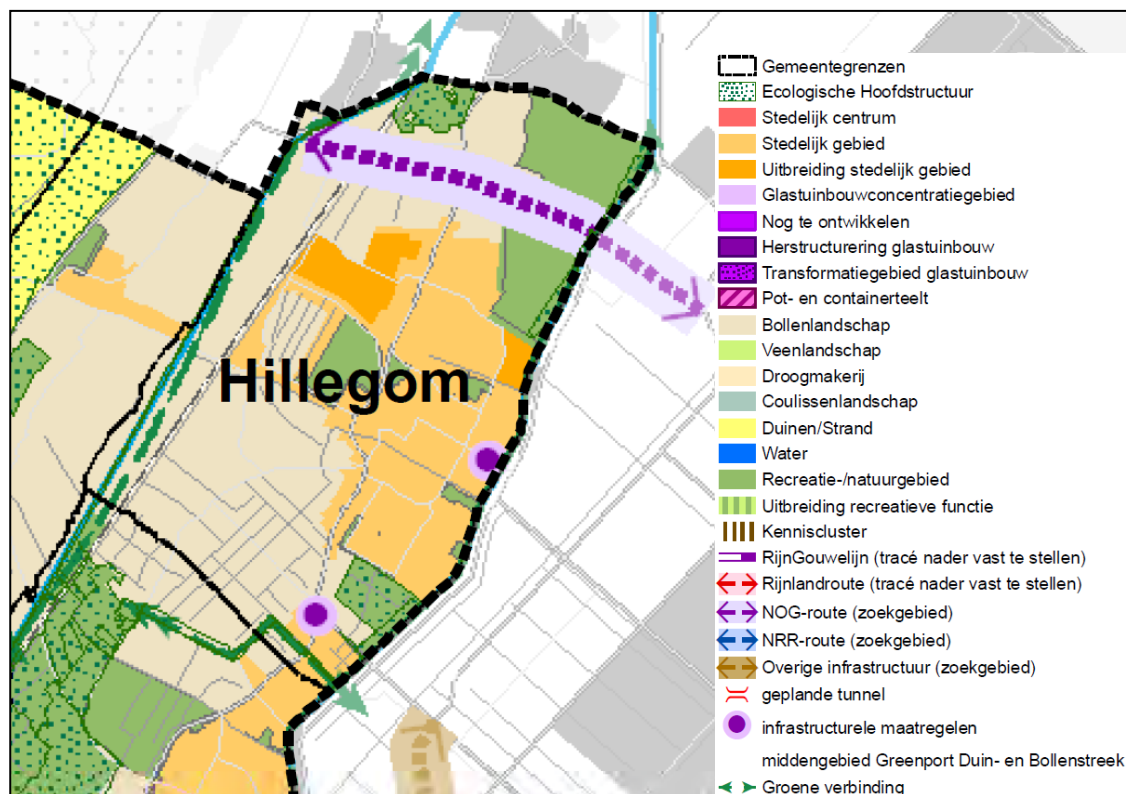 Hillegom
Gemeentegrenzen
Ecologische Hoofdstructuur
Stedelijk centrum
Stedelijk gebied
Uitbreiding stedelijk gebied
Glastuinbouwconcentratiegebied
Nog te ontwikkelen
Herstructurering glastuinbouw
Transformatiegebied glastuinbouw
Pot- en containerteelt
Bollenlandschap
Veenlandschap
Droogmakerij
Coulissenlandschap
Duinen/Strand
Water
Recreatie-/natuurgebied
Uitbreiding recreatieve functie
Kenniscluster
RijnGouwelijn (tracé nader vast te stellen)
Rijnlandroute (tracé nader vast te stellen)
NOG-route (zoekgebied)
NRR-route (zoekgebied)
Overige infrastructuur (zoekgebied)
geplande tunnel
infrastructurele maatregelen
middengebied Greenport Duin- en Bollenstreek
Groene verbinding